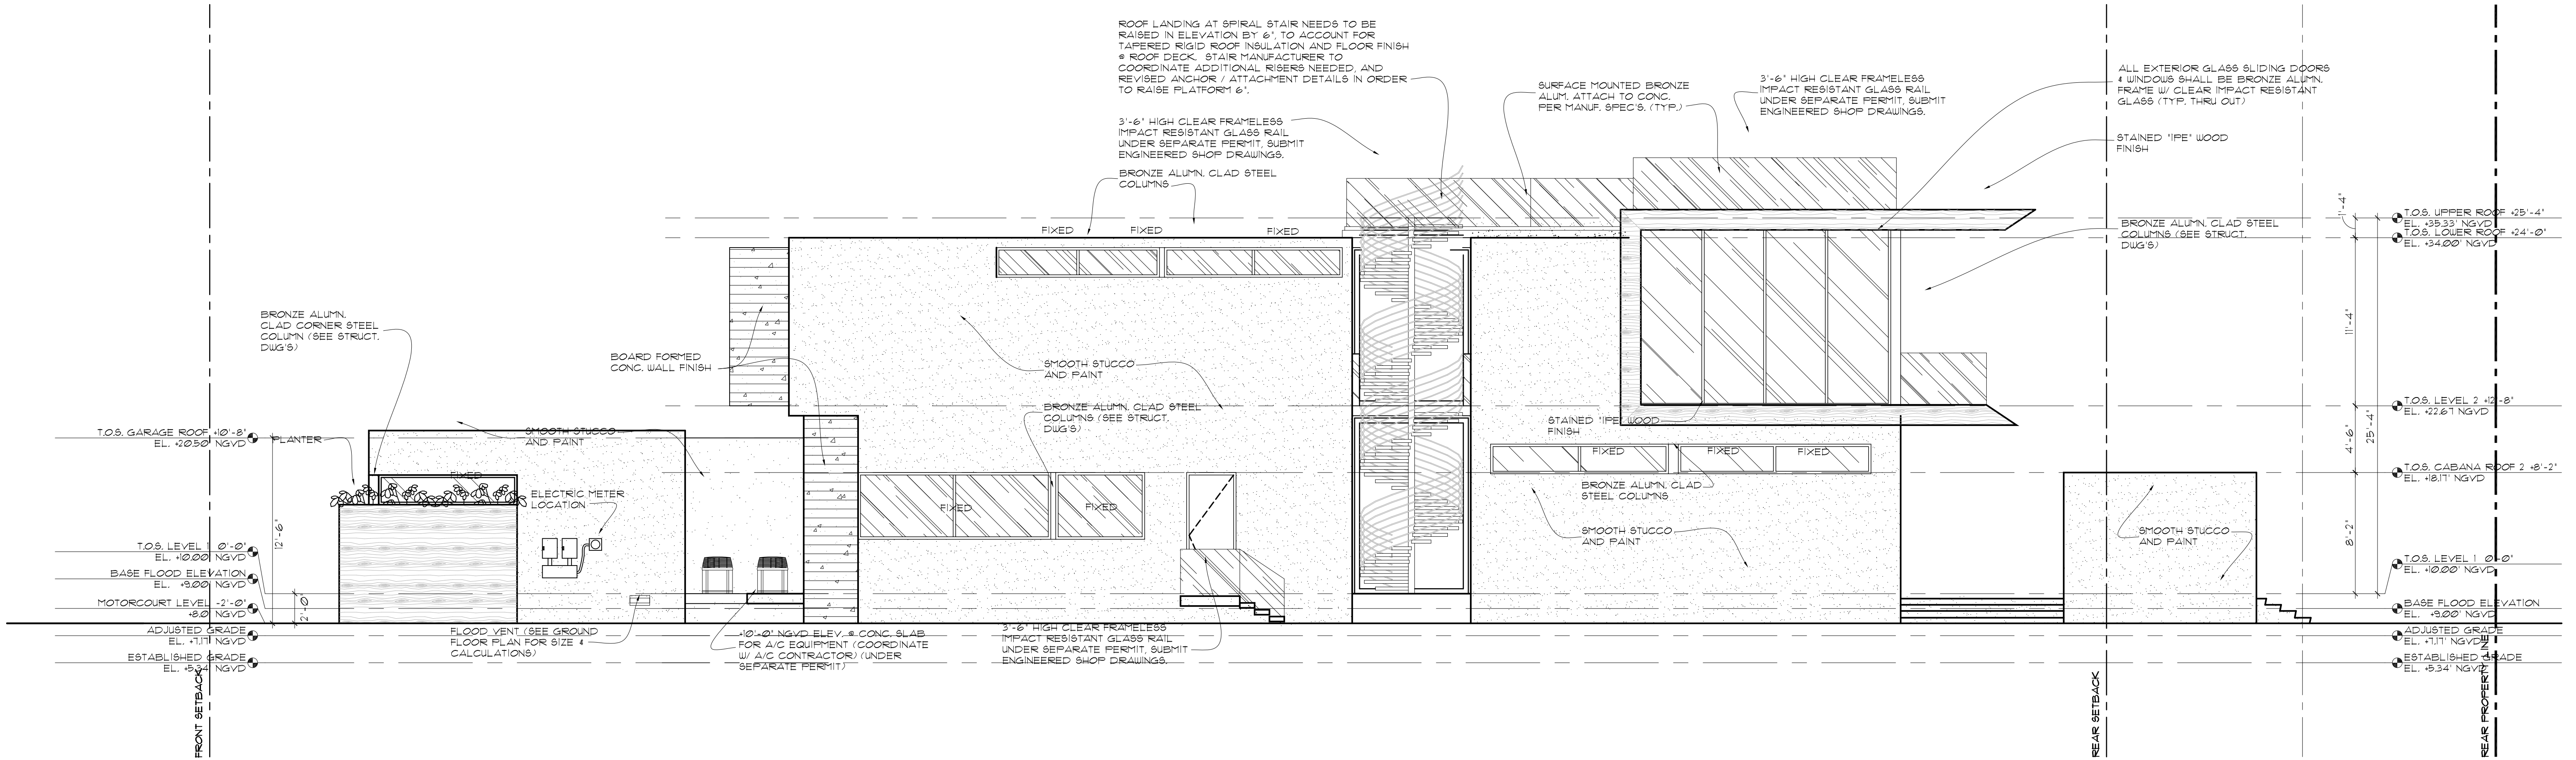 ROOF LANDING AT SPIRAL STAIR NEEDS TO BE
RAISED IN ELEVATION BY 6", TO ACCOUNT FOR
TAPERED RIGID ROOF INSULATION AND FLOOR FINISH
@ ROOF DECK. STAIR MANUFACTURER TO
COORDINATE ADDITIONAL RISERS NEEDED, AND
REVISED ANCHOR / ATTACHMENT DETAILS IN ORDER
TO RAISE PLATFORM 6".
3'-6" HIGH CLEAR FRAMELESS
IMPACT RESISTANT GLASS RAIL
UNDER SEPARATE PERMIT, SUBMIT
ENGINEERED SHOP DRAWINGS.
BRONZE ALUMN. CLAD STEEL
COLUMNS
SURFACE MOUNTED BRONZE
ALUM. ATTACH TO CONC.
PER MANUF. SPEC'S. (TYP.)
3'-6" HIGH CLEAR FRAMELESS
IMPACT RESISTANT GLASS RAIL
UNDER SEPARATE PERMIT, SUBMIT
ENGINEERED SHOP DRAWINGS.
ALL EXTERIOR GLASS SLIDING DOORS
& WINDOWS SHALL BE BRONZE ALUMN.
FRAME W/ CLEAR IMPACT RESISTANT
GLASS (TYP. THRU OUT)
STAINED "IPE" WOOD
FINISH
BRONZE ALUMN. CLAD STEEL
COLUMNS (SEE STRUCT.
DWG'S)
FIXED
FIXED
FIXED
BRONZE ALUMN.
CLAD CORNER STEEL
COLUMN (SEE STRUCT.
DWG'S)
BOARD FORMED
CONC. WALL FINISH
SMOOTH STUCCO
AND PAINT
BRONZE ALUMN. CLAD STEEL
COLUMNS (SEE STRUCT.
DWG'S)
SMOOTH STUCCO
AND PAINT
PLANTER
FIXED
ELECTRIC METER
LOCATION
FIXED
FIXED
STAINED "IPE" WOOD
FINISH
FIXED
FIXED
FIXED
BRONZE ALUMN. CLAD
STEEL COLUMNS
SMOOTH STUCCO
AND PAINT
SMOOTH STUCCO
AND PAINT
T.O.S. GARAGE ROOF +10'-8"
EL. +20.50' NGVD
T.O.S. LEVEL 1 0'-0"
EL. +10.00' NGVD
BASE FLOOD ELEVATION
EL. +9.00' NGVD
MOTORCOURT LEVEL -2'-0"
+8.0' NGVD
ADJUSTED GRADE
EL. +7.17' NGVD
ESTABLISHED GRADE
EL. +5.34' NGVD
12'-6"
2'-0"
FLOOD VENT (SEE GROUND
FLOOR PLAN FOR SIZE &
CALCULATIONS)
+10'-0" NGVD ELEV. @ CONC. SLAB
FOR A/C EQUIPMENT (COORDINATE
W/ A/C CONTRACTOR) (UNDER
SEPARATE PERMIT)
3'-6" HIGH CLEAR FRAMELESS
IMPACT RESISTANT GLASS RAIL
UNDER SEPARATE PERMIT, SUBMIT
ENGINEERED SHOP DRAWINGS.
T.O.S. UPPER ROOF +25'-4"
EL. +35.33' NGVD
T.O.S. LOWER ROOF +24'-0"
EL. +34.00' NGVD
T.O.S. LEVEL 2 +12'-8"
EL. +22.67 NGVD
T.O.S. CABANA ROOF 2 +8'-2"
EL. +18.17' NGVD
T.O.S. LEVEL 1 0'-0"
EL. +10.00' NGVD
BASE FLOOD ELEVATION
EL. +9.00' NGVD
ADJUSTED GRADE
EL. +7.17' NGVD
ESTABLISHED GRADE
EL. +5.34' NGVD
1'-4"
11'-4"
4'-6"
25'-4"
8'-2"
FRONT SETBACK
REAR SETBACK
REAR PROPERTY LINE